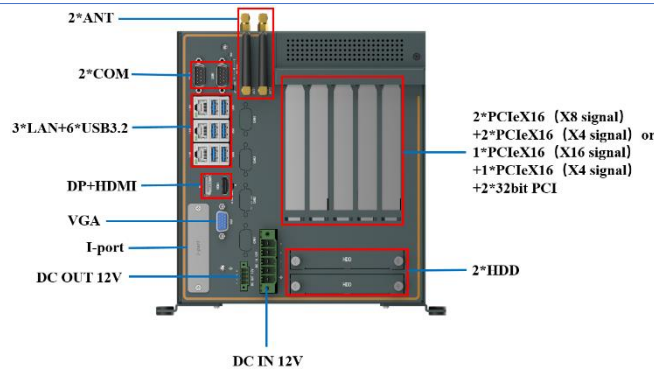 2*ANT
2*COM
3*LAN+6*USB3.2
DP+HDMI
VGA
I-port
DC OUT 12V
DC IN 12V
2*PCIeX16（X8 signal）
+2*PCIeX16（X4 signal）or
1*PCIeX16（X16 signal）
+1*PCIeX16（X4 signal）
+2*32bit PCI
2*HDD
HDD
HDD